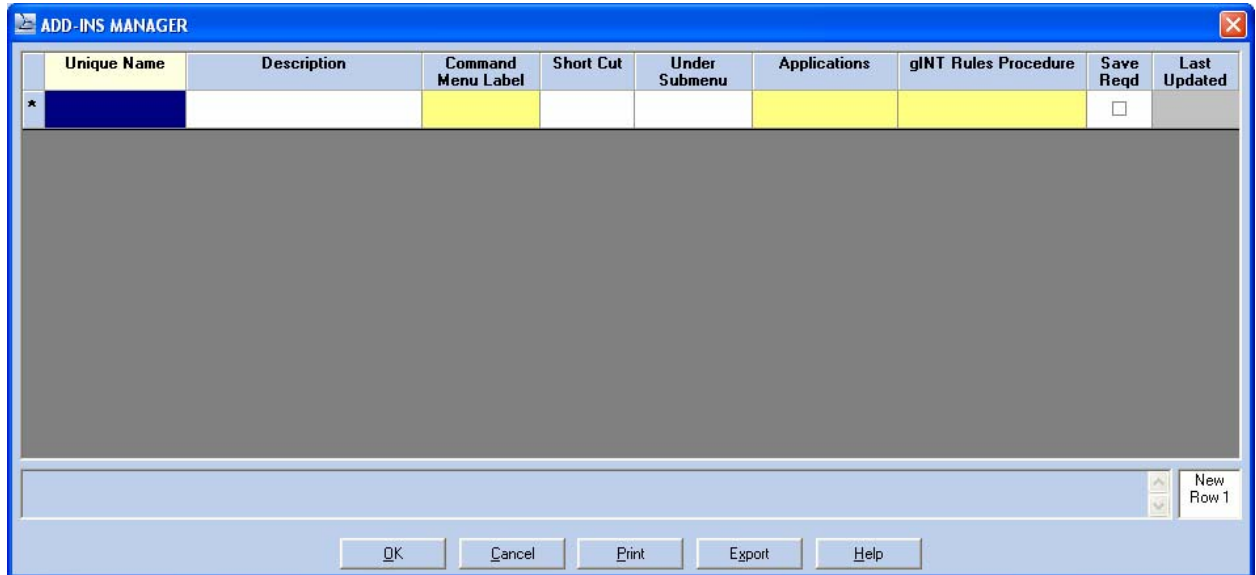 ADD-INS MANAGER
Unique Name
Description
Command
Menu Label
Short Cut
Under
Submenu
Applications
gINT Rules Procedure
Save
Reqd
Last
Updated
*
New
Row 1
OK
Cancel
Print
Export
Help